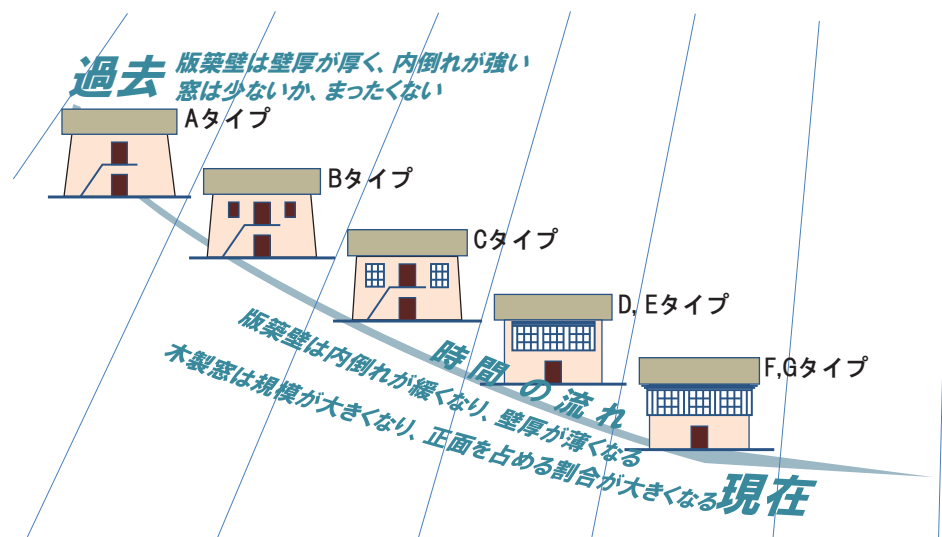 過去
版築壁は壁厚が厚く、内倒れが強い
窓は少ないか、まったくない
Aタイプ
Bタイプ
Cタイプ
D, Eタイプ
F,Gタイプ
時間の流れ
版築壁は内倒れが緩くなり、壁厚が薄くなる
木製窓は規模が大きくなり、正面を占める割合が大きくなる
現在